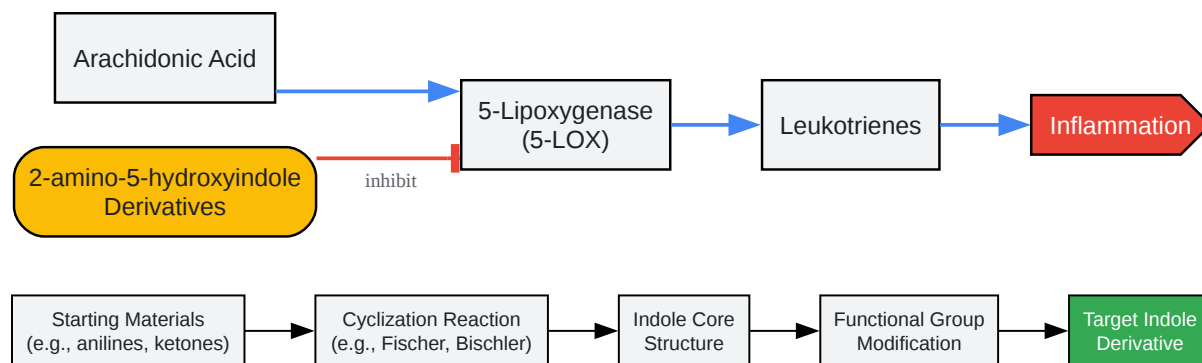 Arachidonic Acid
5-Lipoxygenase
(5-LOX)
Leukotrienes
Inflammation
2-amino-5-hydroxyindole
Derivatives
inhibit
Starting Materials
(e.g., anilines, ketones)
Cyclization Reaction
(e.g., Fischer, Bischler)
Indole Core
Structure
Functional Group
Modification
Target Indole
Derivative